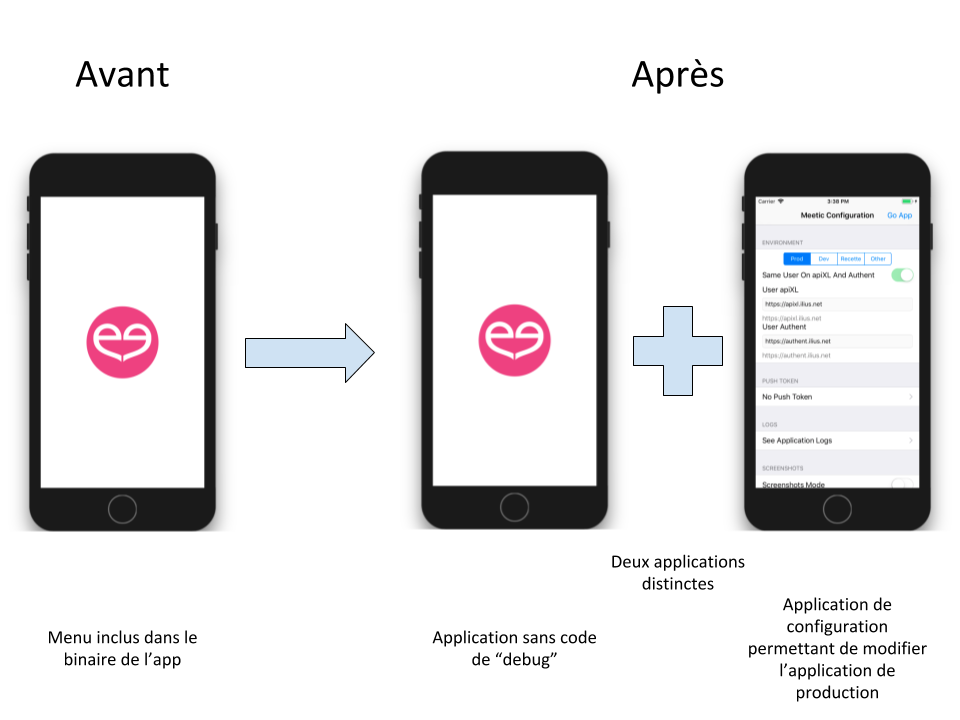 Avant
Après
Carrier 3:38 PM
Meetic Configuration Go App
ENVIRONMENT
Prod Dev Recette Other
Same User On apiXL And Authent
User apiXL
https://apixl.ilius.net
https://apixl.ilius.net
User Authent
https://authent.ilius.net
https://authent.ilius.net
PUSH TOKEN
No Push Token
LOGS
See Application Logs
SCREENSHOTS
Screenshots Mode
Deux applications
distinctes
Menu inclus dans le
binaire de l’app
Application sans code
de “debug”
Application de
configuration
permettant de modifier
l’application de
production